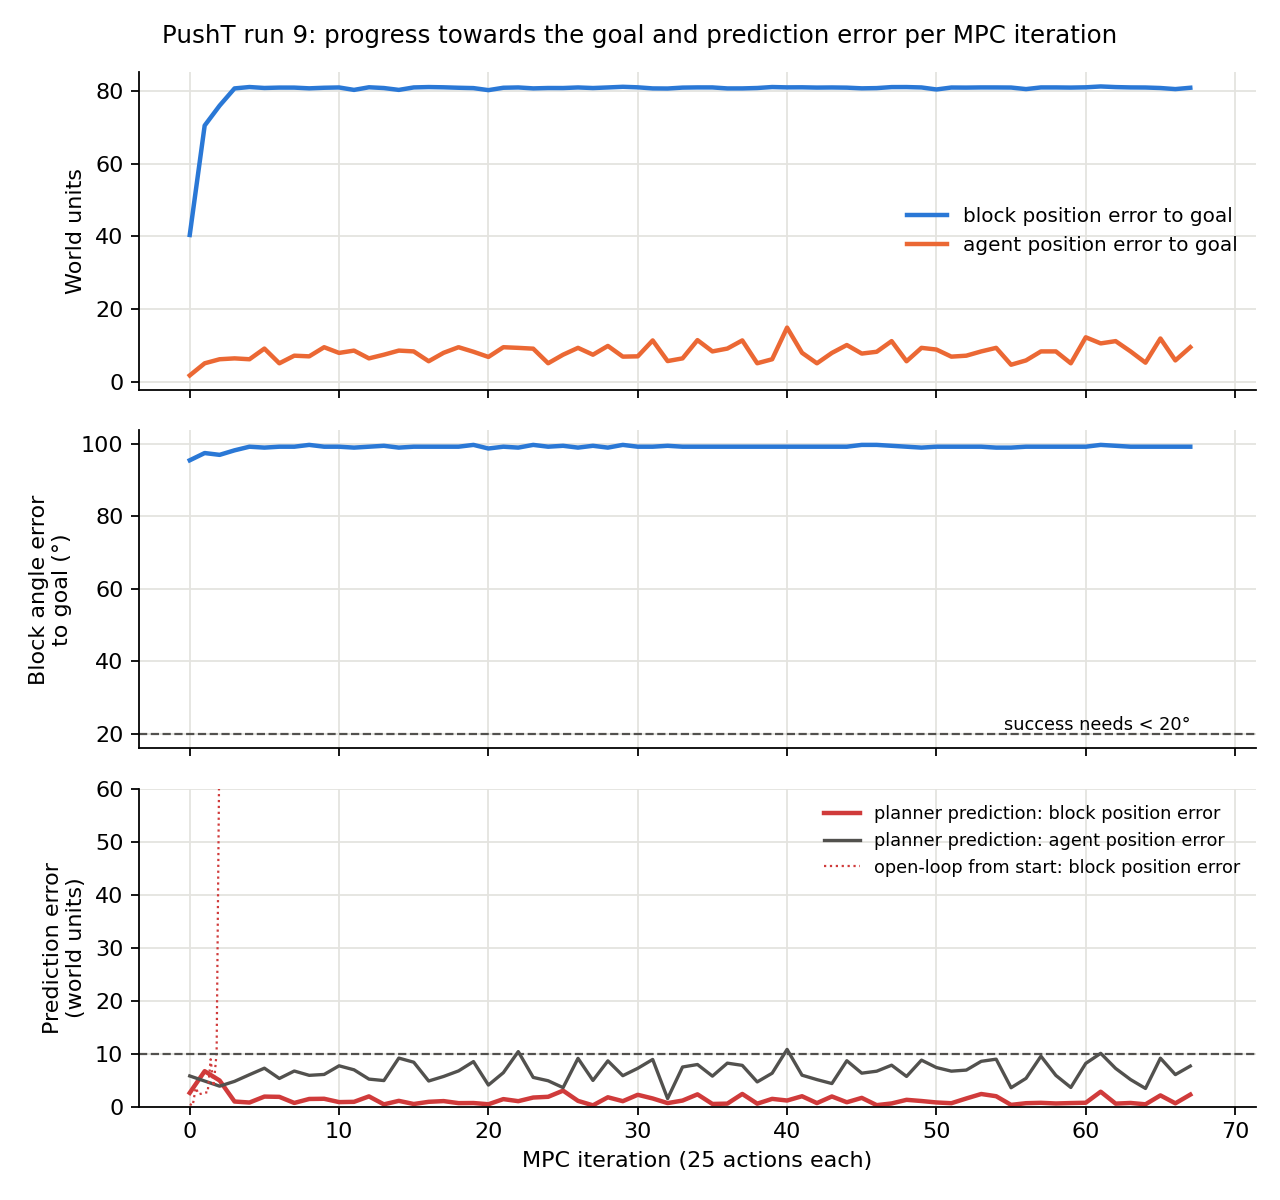 PushT run 9: progress towards the goal and prediction error per MPC iteration
World units
80
60
40
20
0
block position error to goal
agent position error to goal
Block angle error
to goal (°)
100
80
60
40
20
success needs < 20°
Prediction error
(world units)
60
50
40
30
20
10
0
planner prediction: block position error
planner prediction: agent position error
open-loop from start: block position error
0 10 20 30 40 50 60 70
MPC iteration (25 actions each)